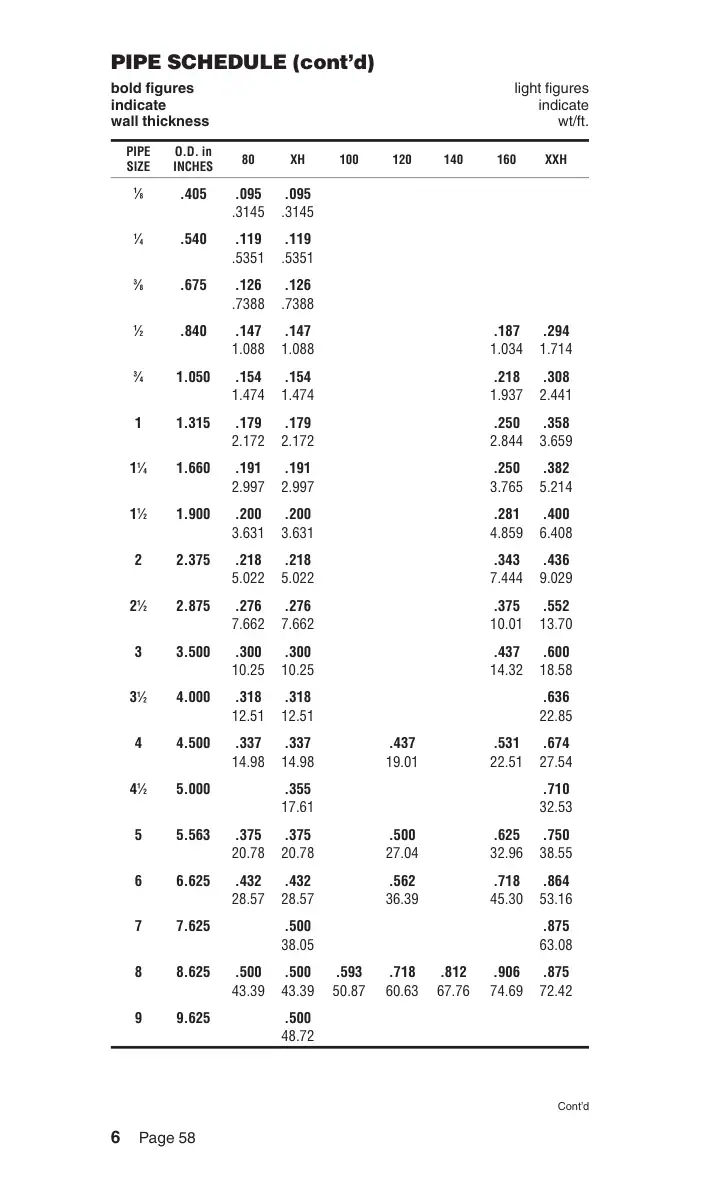 PIPE SCHEDULE (cont’d)
bold figures light figures
indicate indicate
wall thickness wt/ft.
PIPE SIZE O.D. in INCHES 80 XH 100 120 140 160 XXH
⅛ .405 .095 .095
.3145 .3145
¼ .540 .119 .119
.5351 .5351
⅜ .675 .126 .126
.7388 .7388
½ .840 .147 .147 .187 .294
1.088 1.088 1.034 1.714
¾ 1.050 .154 .154 .218 .308
1.474 1.474 1.937 2.441
1 1.315 .179 .179 .250 .358
2.172 2.172 2.844 3.659
1¼ 1.660 .191 .191 .250 .382
2.997 2.997 3.765 5.214
1½ 1.900 .200 .200 .281 .400
3.631 3.631 4.859 6.408
2 2.375 .218 .218 .343 .436
5.022 5.022 7.444 9.029
2½ 2.875 .276 .276 .375 .552
7.662 7.662 10.01 13.70
3 3.500 .300 .300 .437 .600
10.25 10.25 14.32 18.58
3½ 4.000 .318 .318 .636
12.51 12.51 22.85
4 4.500 .337 .337 .437 .531 .674
14.98 14.98 19.01 22.51 27.54
4½ 5.000 .355 .710
17.61 32.53
5 5.563 .375 .375 .500 .625 .750
20.78 20.78 27.04 32.96 38.55
6 6.625 .432 .432 .562 .718 .864
28.57 28.57 36.39 45.30 53.16
7 7.625 .500 .875
38.05 63.08
8 8.625 .500 .500 .593 .718 .812 .906 .875
43.39 43.39 50.87 60.63 67.76 74.69 72.42
9 9.625 .500
48.72
Cont’d
6 Page 58